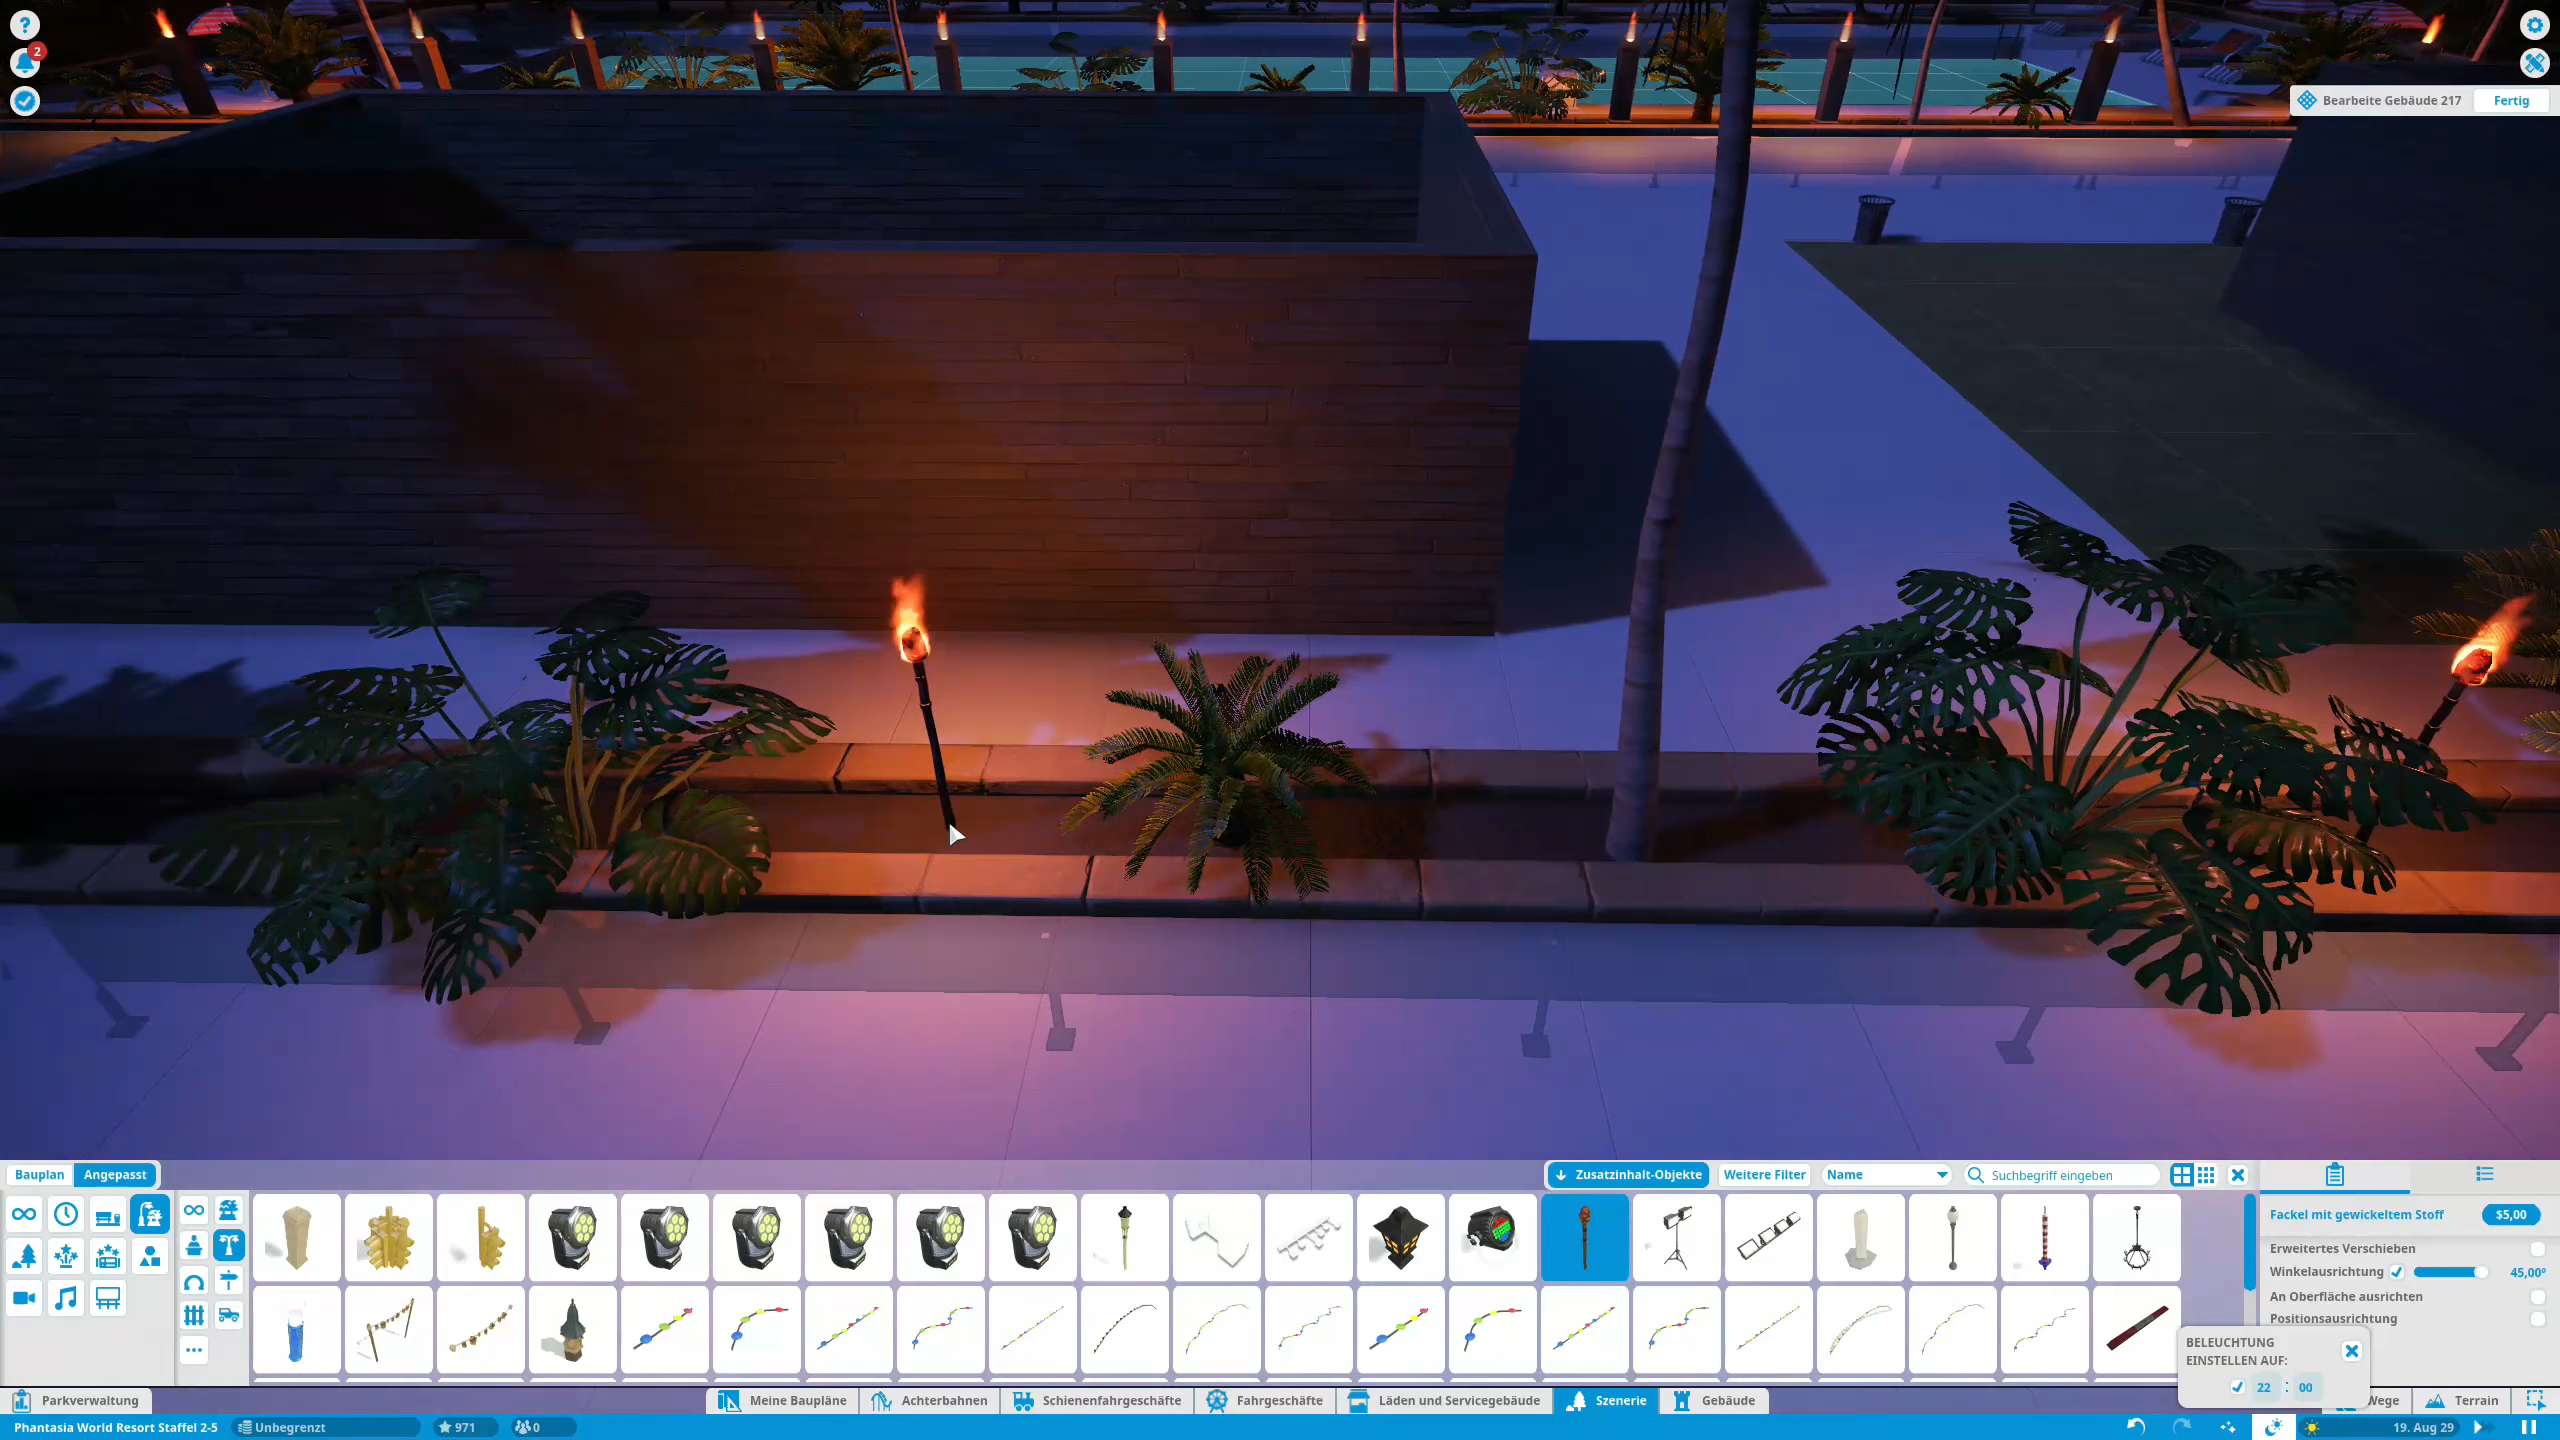 ?
2
Bearbeite Gebäude 217
Fertig
Bauplan
Angepasst
Zusatzinhalt-Objekte
Weitere Filter
Name
Suchbegriff eingeben
Fackel mit gewickeltem Stoff
$5,00
Erweitertes Verschieben
Winkelausrichtung
45,00°
An Oberfläche ausrichten
Positionsausrichtung
BELEUCHTUNG
EINSTELLEN AUF:
22 : 00
Parkverwaltung
Meine Baupläne
Achterbahnen
Schienenfahrgeschäfte
Fahrgeschäfte
Läden und Servicegebäude
Szenerie
Gebäude
Wege
Terrain
Phantasia World Resort Staffel 2-5
Unbegrenzt
971
0
19. Aug 29